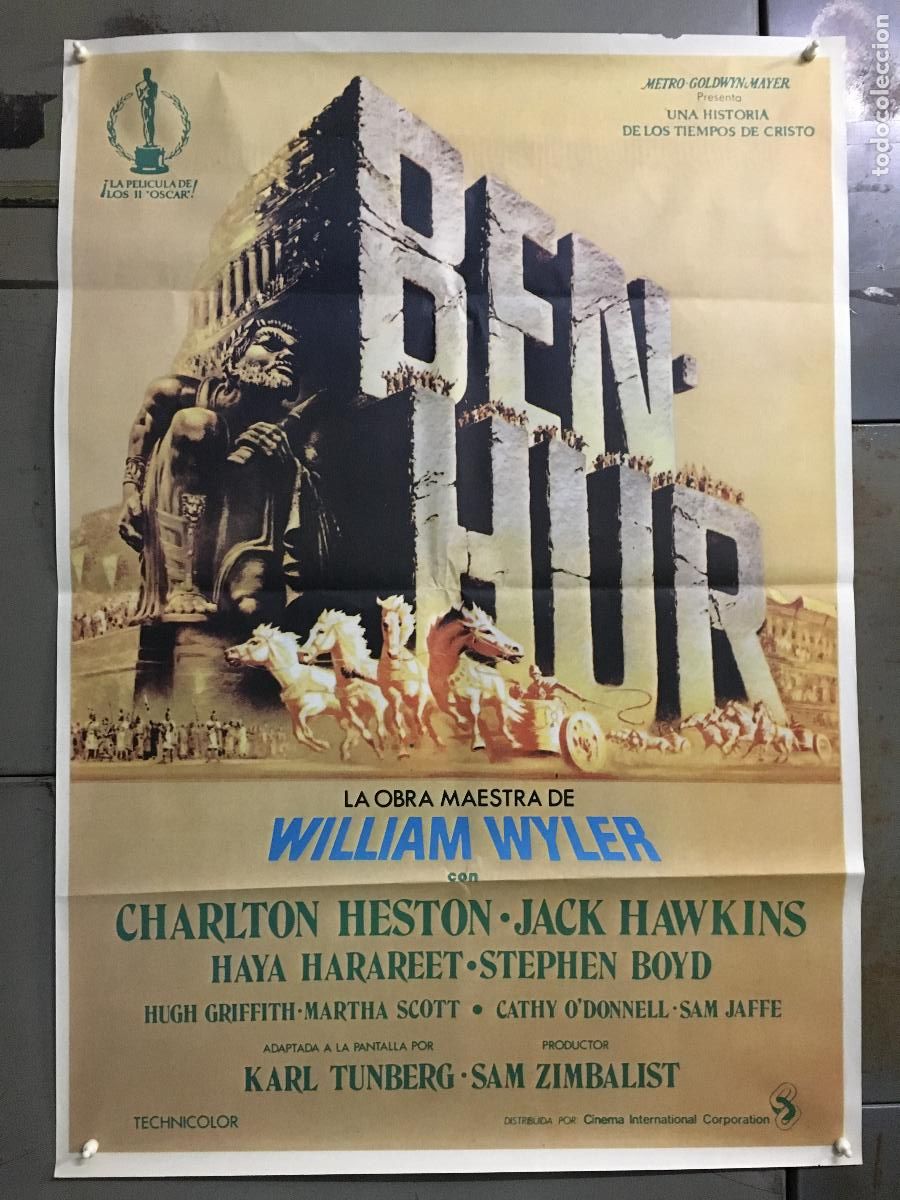 METRO-GOLDWYN-MAYER
Presenta
UNA HISTORIA
DE LOS TIEMPOS DE CRISTO
¡LA PELICULA DE
LOS 11 "OSCAR"!
BEN-
HUR
LA OBRA MAESTRA DE
WILLIAM WYLER
con
CHARLTON HESTON · JACK HAWKINS
HAYA HARAREET · STEPHEN BOYD
HUGH GRIFFITH · MARTHA SCOTT • CATHY O'DONNELL · SAM JAFFE
ADAPTADA A LA PANTALLA POR PRODUCTOR
KARL TUNBERG · SAM ZIMBALIST
TECHNICOLOR
DISTRIBUIDA POR: Cinema International Corporation
todocoleccion